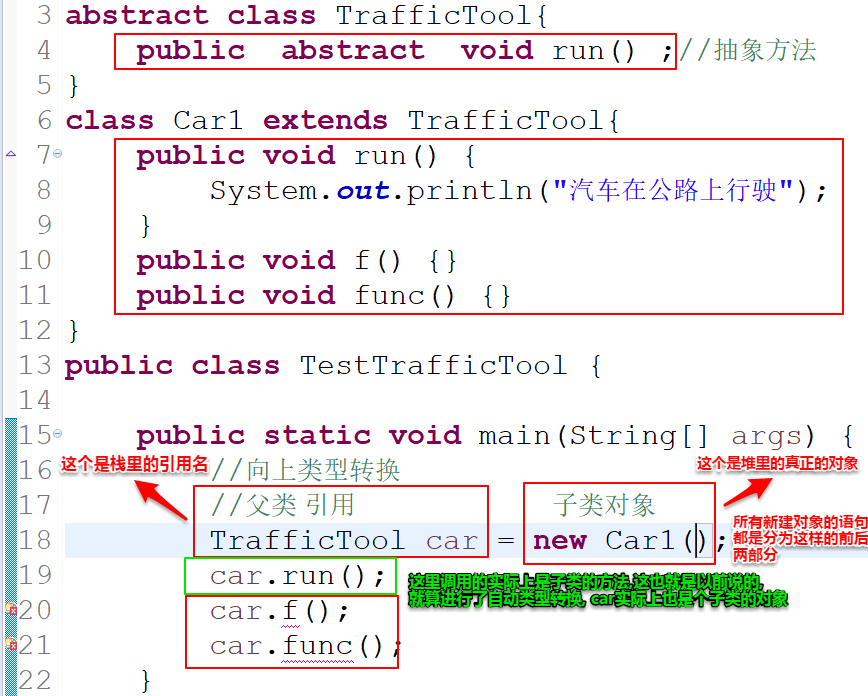 3 abstract class TrafficTool{
4 public abstract void run() ;//抽象方法
5 }
6 class Car1 extends TrafficTool{
7 public void run() {
8 System.out.println("汽车在公路上行驶");
9 }
10 public void f() {}
11 public void func() {}
12 }
13 public class TestTrafficTool {
14
15 public static void main(String[] args) {
这个是栈里的引用名
16 //向上类型转换
这个是堆里的真正的对象
17 //父类 引用 子类对象
18 TrafficTool car = new Car1();
所有新建对象的语句
都是分为这样的前后
两部分
19 car.run();
这里调用的实际上是子类的方法,这也就是以前说的,
就算进行了自动类型转换, car实际上也是个子类的对象
20 car.f();
21 car.func();
22 }